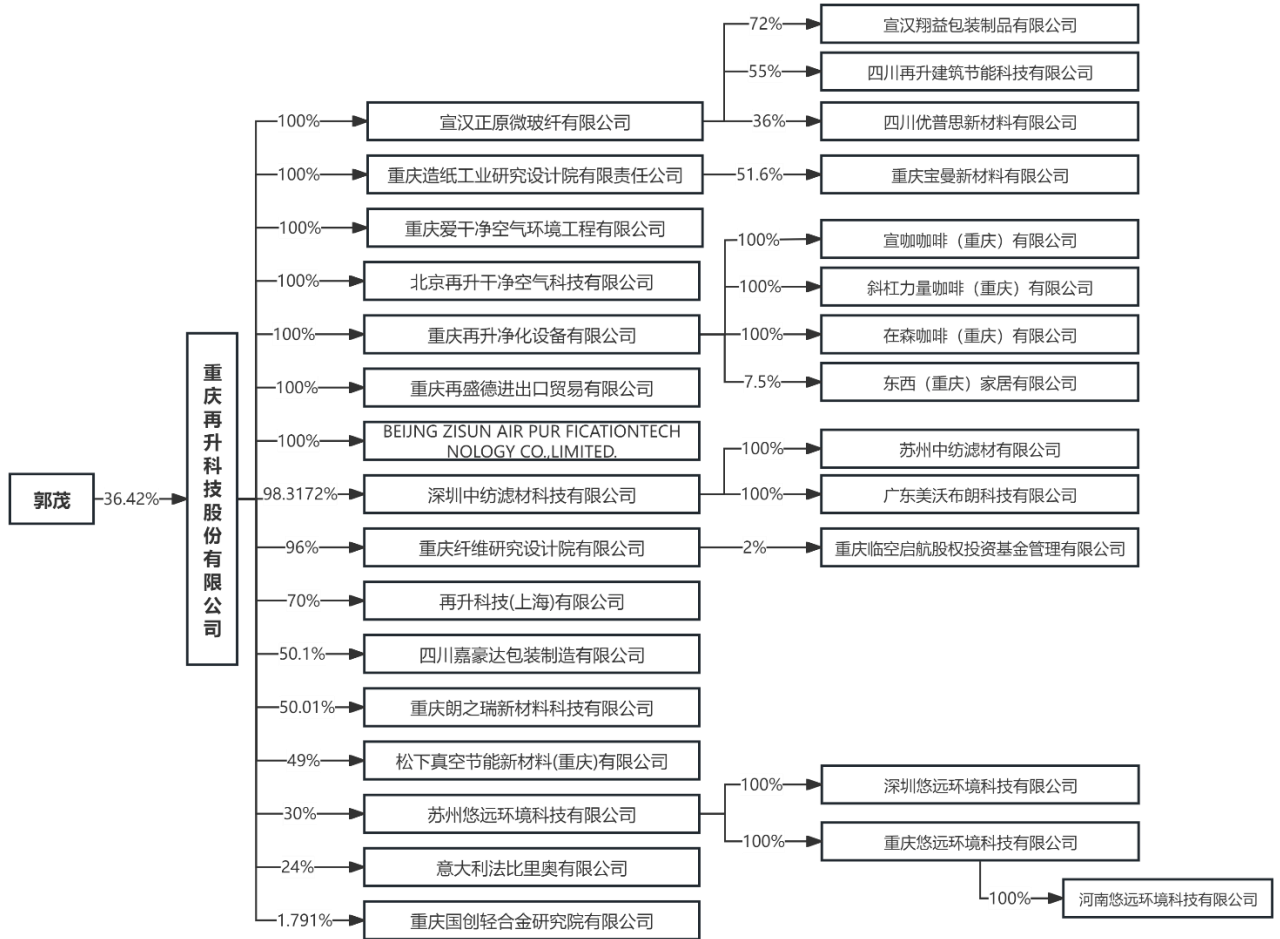 郭茂
36.42%
重庆再升科技股份有限公司
100%
宣汉正原微玻纤有限公司
72%
宣汉翔益包装制品有限公司
55%
四川再升建筑节能科技有限公司
36%
四川优普思新材料有限公司
100%
重庆造纸工业研究设计院有限责任公司
51.6%
重庆宝曼新材料有限公司
100%
重庆爱干净空气环境工程有限公司
100%
北京再升干净空气科技有限公司
100%
重庆再升净化设备有限公司
100%
宣咖咖啡（重庆）有限公司
100%
斜杠力量咖啡（重庆）有限公司
100%
在森咖啡（重庆）有限公司
7.5%
东西（重庆）家居有限公司
100%
重庆再盛德进出口贸易有限公司
100%
BEIJNG ZISUN AIR PUR FICATIONTECH
NOLOGY CO.,LIMITED.
98.3172%
深圳中纺滤材科技有限公司
100%
苏州中纺滤材有限公司
100%
广东美沃布朗科技有限公司
96%
重庆纤维研究设计院有限公司
2%
重庆临空启航股权投资基金管理有限公司
70%
再升科技(上海)有限公司
50.1%
四川嘉豪达包装制造有限公司
50.01%
重庆朗之瑞新材料科技有限公司
49%
松下真空节能新材料(重庆)有限公司
30%
苏州悠远环境科技有限公司
100%
深圳悠远环境科技有限公司
100%
重庆悠远环境科技有限公司
100%
河南悠远环境科技有限公司
24%
意大利法比里奥有限公司
1.791%
重庆国创轻合金研究院有限公司